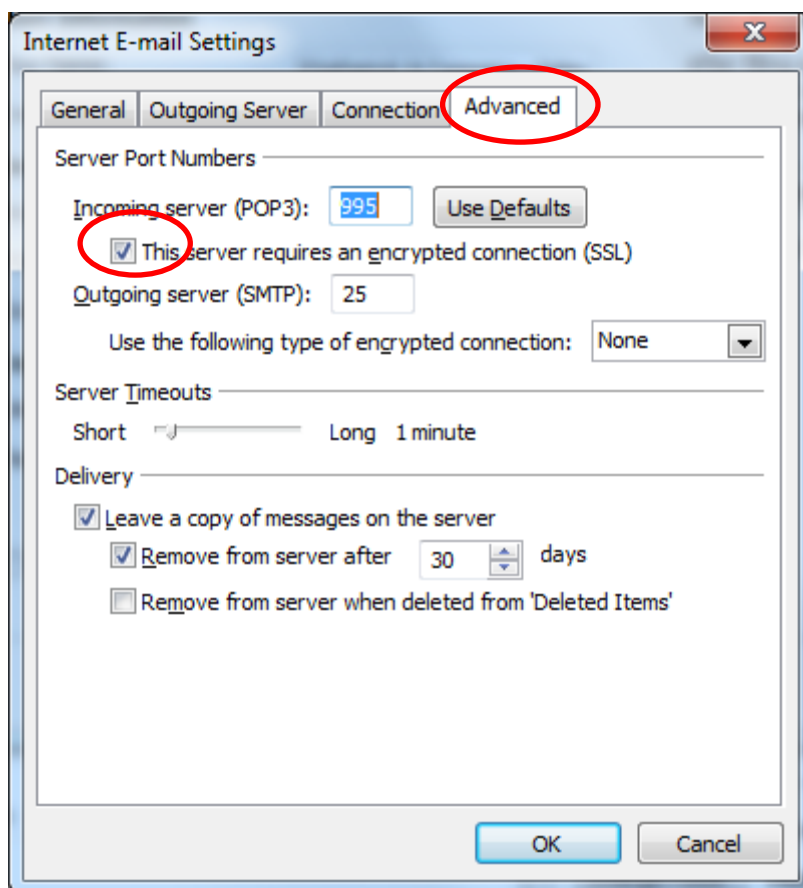 Internet E-mail Settings
General Outgoing Server Connection Advanced
Server Port Numbers
Incoming server (POP3): 995 Use Defaults
This server requires an encrypted connection (SSL)
Outgoing server (SMTP): 25
Use the following type of encrypted connection: None
Server Timeouts
Short Long 1 minute
Delivery
Leave a copy of messages on the server
Remove from server after 30 days
Remove from server when deleted from 'Deleted Items'
OK Cancel